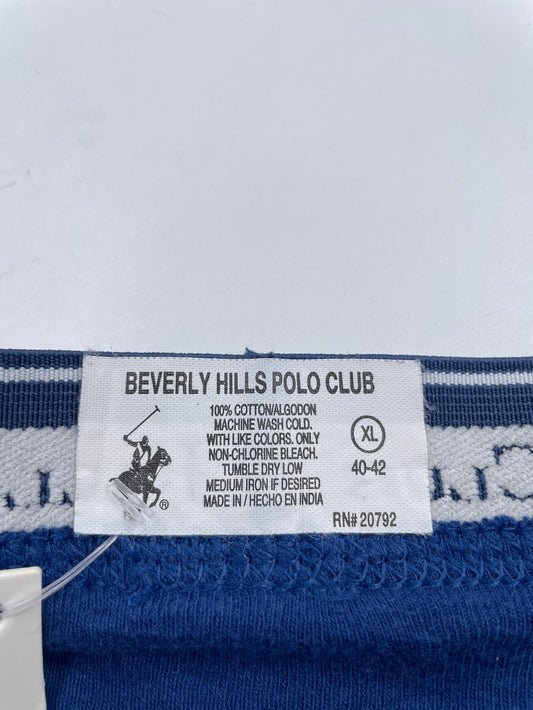 BEVERLY HILLS POLO CLUB
100% COTTON/ALGODON
MACHINE WASH COLD.
WITH LIKE COLORS. ONLY
NON-CHLORINE BLEACH.
TUMBLE DRY LOW
MEDIUM IRON IF DESIRED
MADE IN / HECHO EN INDIA
XL
40-42
®
RN# 20792